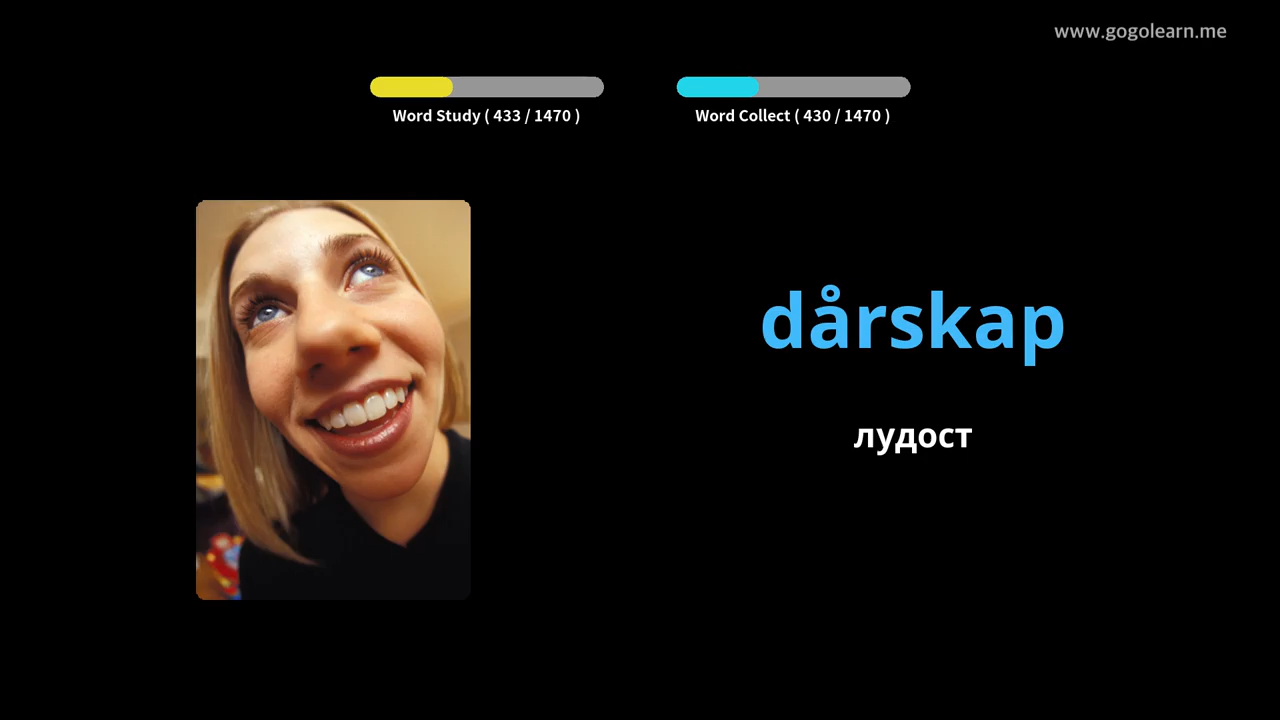 www.gogolearn.me
Word Study ( 433 / 1470 )
Word Collect ( 430 / 1470 )
dårskap
лудост